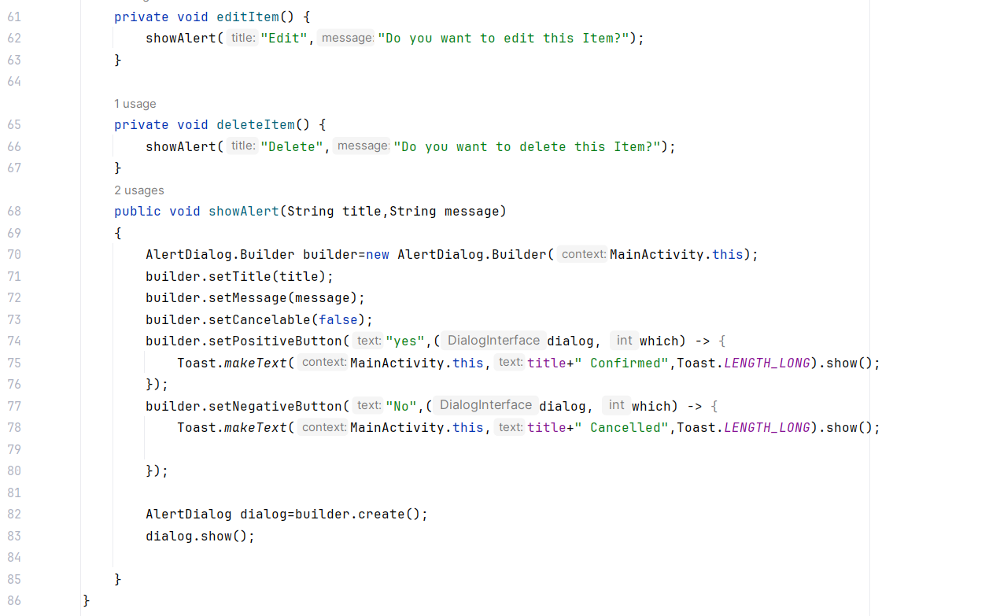 61 private void editItem() {
62 showAlert( title: "Edit", message: "Do you want to edit this Item?");
63 }
64
1 usage
65 private void deleteItem() {
66 showAlert( title: "Delete", message: "Do you want to delete this Item?");
67 }
2 usages
68 public void showAlert(String title,String message)
69 {
70 AlertDialog.Builder builder=new AlertDialog.Builder( context: MainActivity.this);
71 builder.setTitle(title);
72 builder.setMessage(message);
73 builder.setCancelable(false);
74 builder.setPositiveButton( text: "yes",( DialogInterface dialog, int which) -> {
75 Toast.makeText( context: MainActivity.this, text: title+" Confirmed",Toast.LENGTH_LONG).show();
76 });
77 builder.setNegativeButton( text: "No",( DialogInterface dialog, int which) -> {
78 Toast.makeText( context: MainActivity.this, text: title+" Cancelled",Toast.LENGTH_LONG).show();
79
80 });
81
82 AlertDialog dialog=builder.create();
83 dialog.show();
84
85 }
86 }